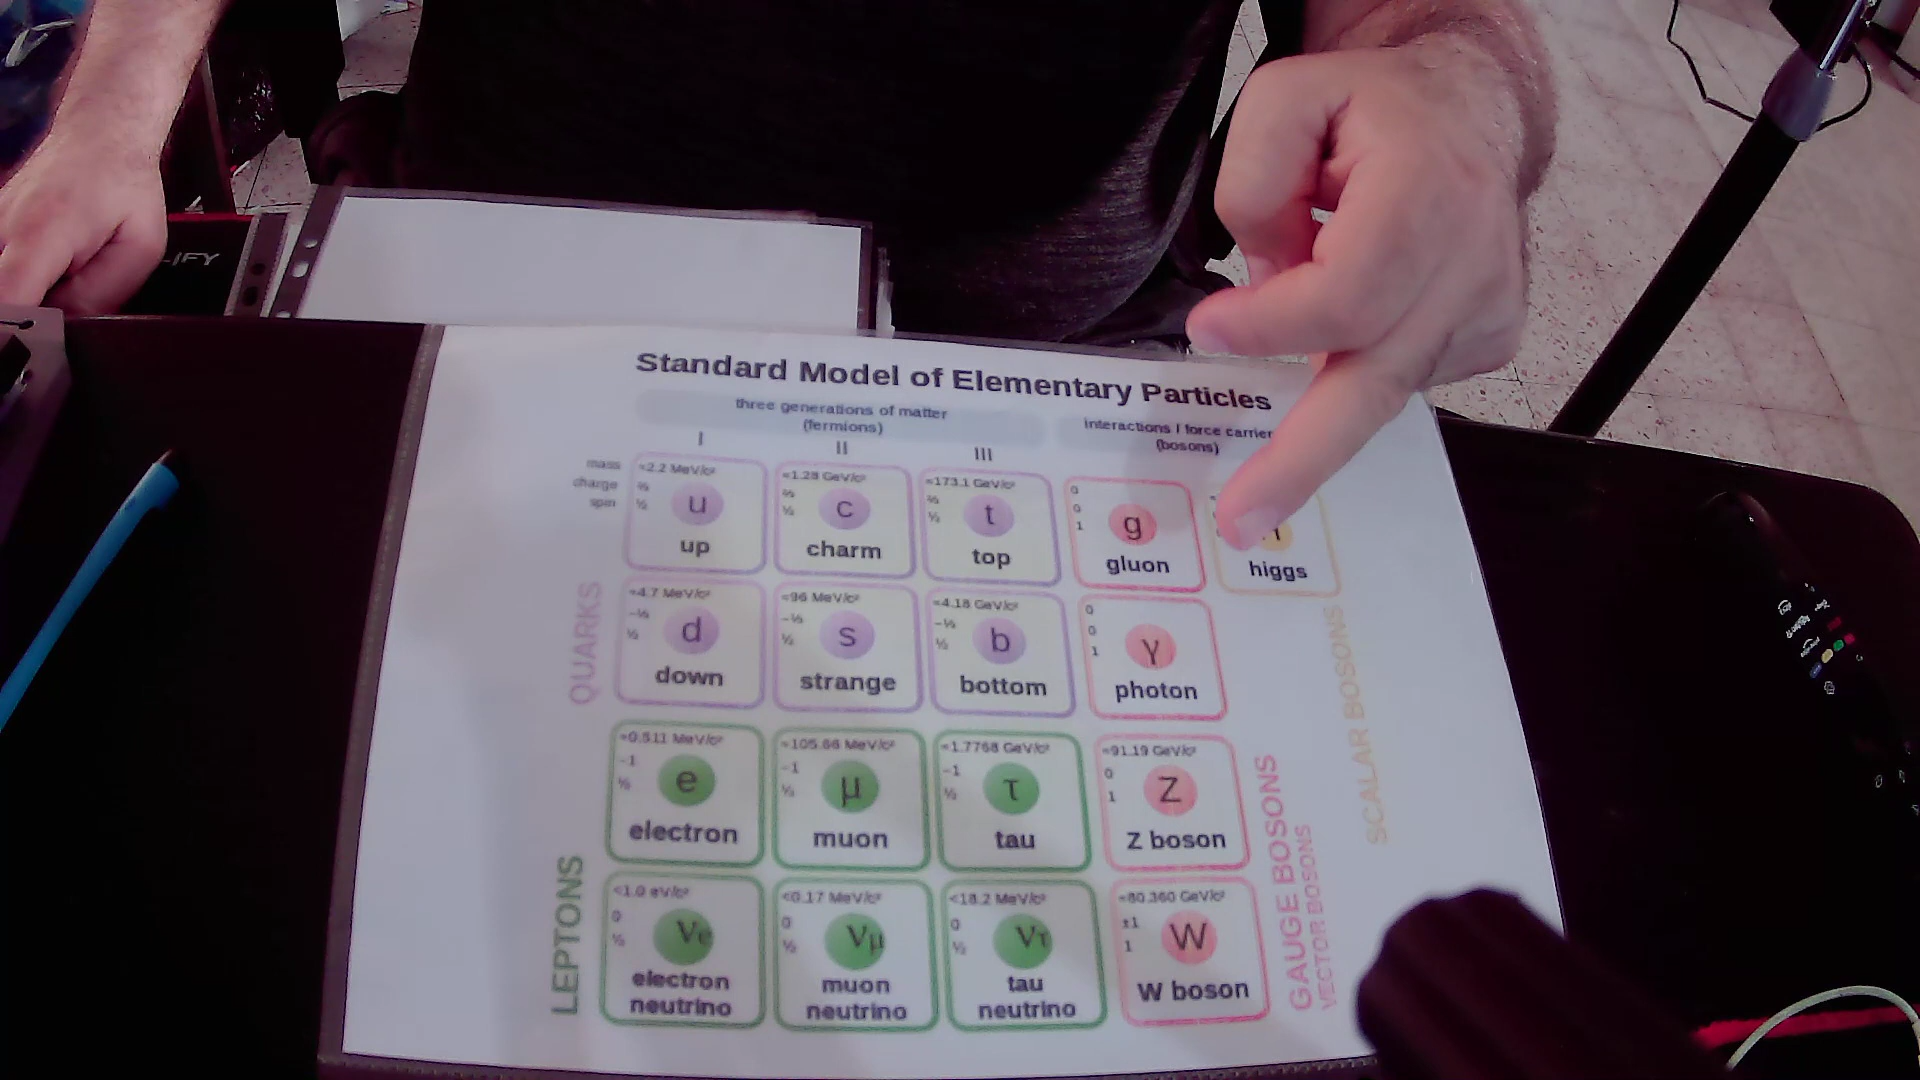 -IFY
Standard Model of Elementary Particles
three generations of matter
(fermions)
interactions / force carrier
(bosons)
I
II
III
mass
charge
spin
≈2.2 MeV/c²
⅔
½
u
up
≈1.28 GeV/c²
⅔
½
c
charm
≈173.1 GeV/c²
⅔
½
t
top
0
0
1
g
gluon
higgs
QUARKS
≈4.7 MeV/c²
−⅓
½
d
down
≈96 MeV/c²
−⅓
½
s
strange
≈4.18 GeV/c²
−⅓
½
b
bottom
0
0
1
γ
photon
SCALAR BOSONS
≈0.511 MeV/c²
−1
½
e
electron
≈105.66 MeV/c²
−1
½
μ
muon
≈1.7768 GeV/c²
−1
½
τ
tau
≈91.19 GeV/c²
0
1
Z
Z boson
LEPTONS
<1.0 eV/c²
0
½
νe
electron
neutrino
<0.17 MeV/c²
0
½
νμ
muon
neutrino
<18.2 MeV/c²
0
½
ντ
tau
neutrino
≈80.360 GeV/c²
±1
1
W
W boson
GAUGE BOSONS
VECTOR BOSONS